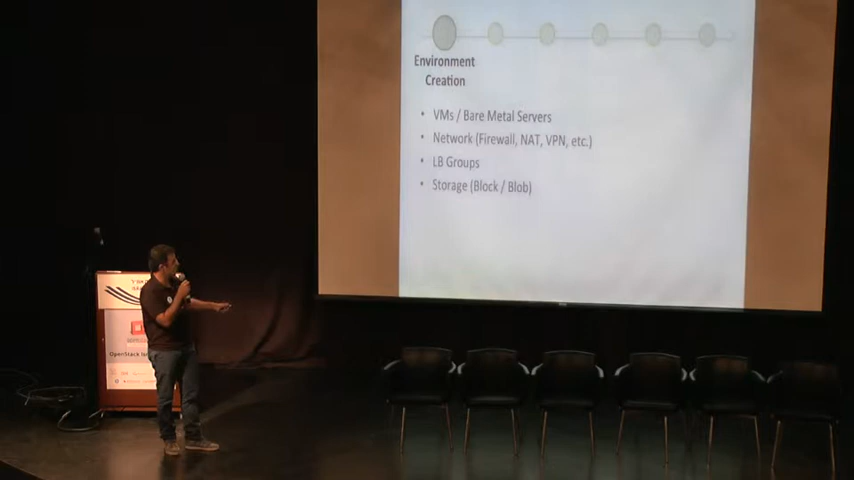 Environment
Creation
• VMs / Bare Metal Servers
• Network (Firewall, NAT, VPN, etc.)
• LB Groups
• Storage (Block / Blob)
OpenStack